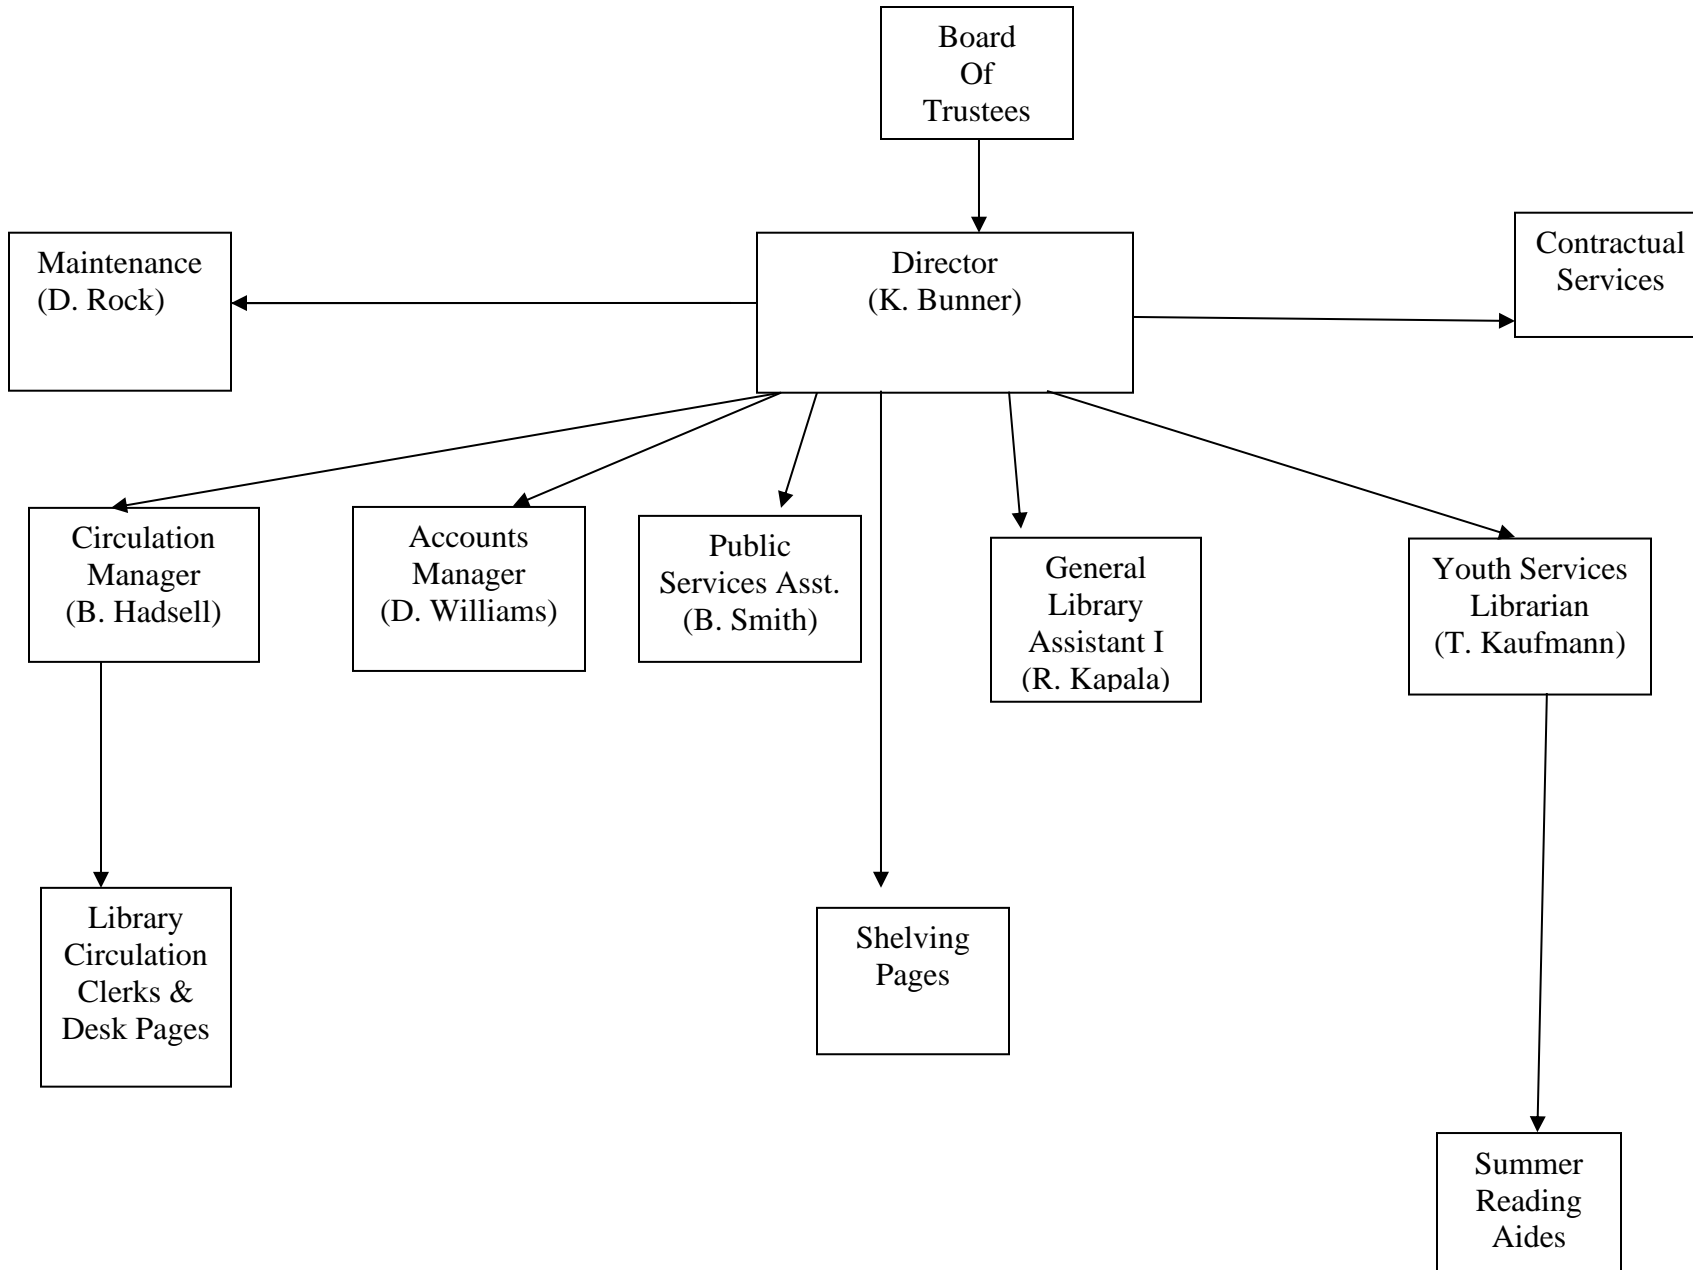 Board
Of
Trustees
Maintenance
(D. Rock)
Director
(K. Bunner)
Contractual
Services
Circulation
Manager
(B. Hadsell)
Accounts
Manager
(D. Williams)
Public
Services Asst.
(B. Smith)
General
Library
Assistant I
(R. Kapala)
Youth Services
Librarian
(T. Kaufmann)
Library
Circulation
Clerks &
Desk Pages
Shelving
Pages
Summer
Reading
Aides